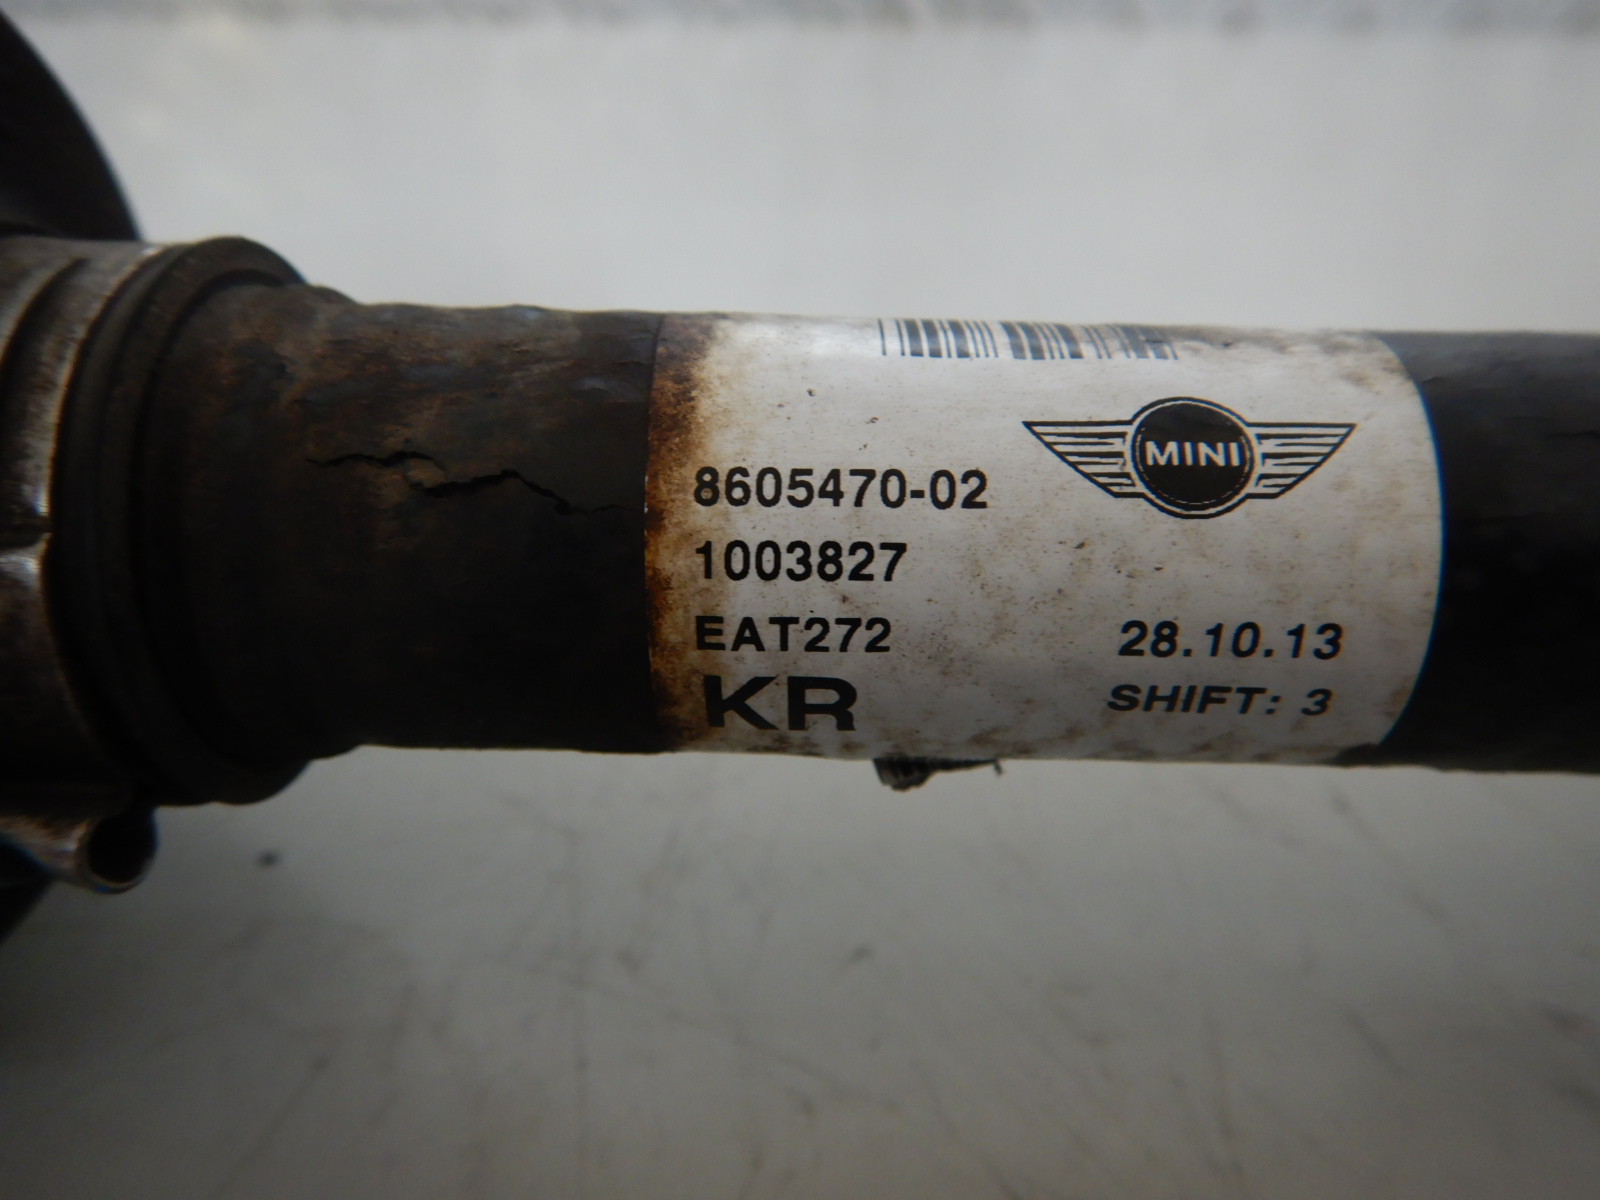 MINI
8605470-02
1003827
EAT272
28.10.13
KR
SHIFT: 3